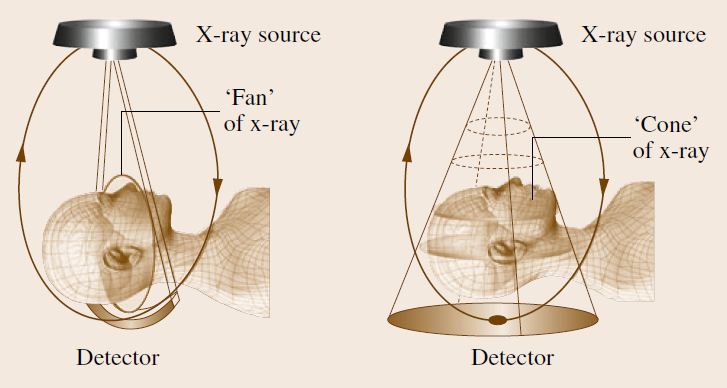 X-ray source
‘Fan’
of x-ray
Detector
X-ray source
‘Cone’
of x-ray
Detector